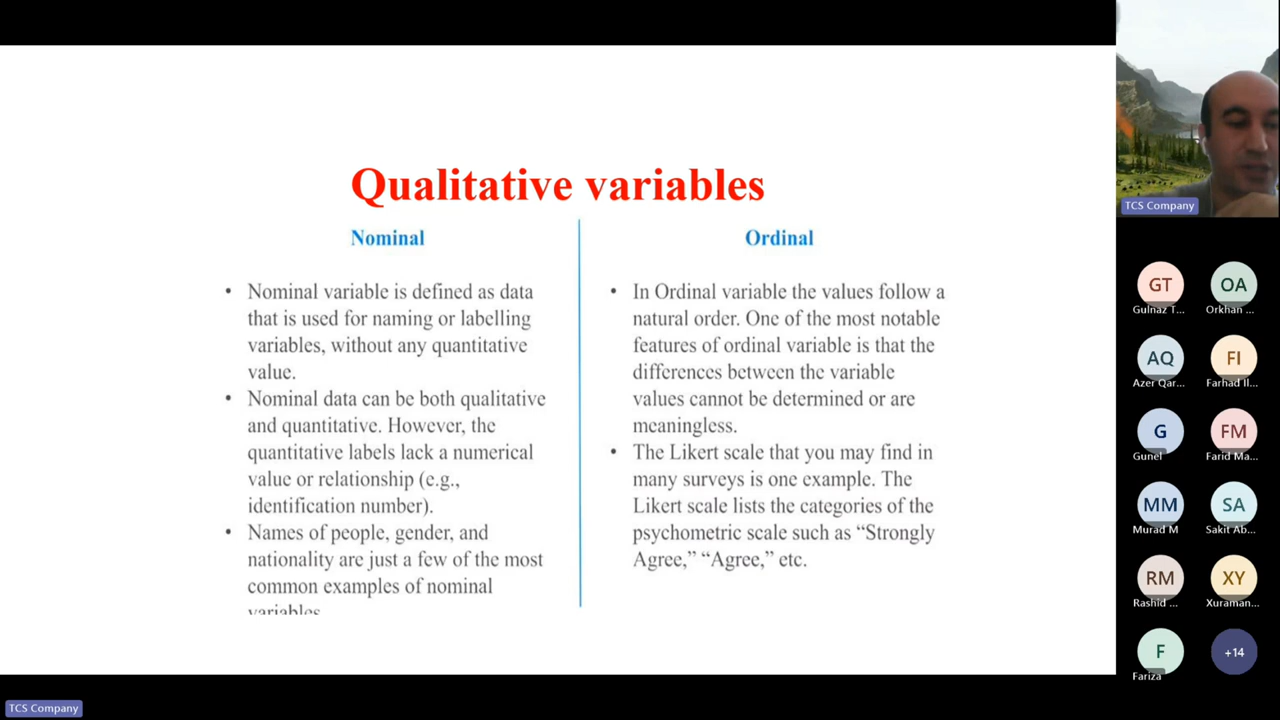 Qualitative variables
Nominal
• Nominal variable is defined as data
that is used for naming or labelling
variables, without any quantitative
value.
• Nominal data can be both qualitative
and quantitative. However, the
quantitative labels lack a numerical
value or relationship (e.g.,
identification number).
• Names of people, gender, and
nationality are just a few of the most
common examples of nominal
variables
Ordinal
• In Ordinal variable the values follow a
natural order. One of the most notable
features of ordinal variable is that the
differences between the variable
values cannot be determined or are
meaningless.
• The Likert scale that you may find in
many surveys is one example. The
Likert scale lists the categories of the
psychometric scale such as “Strongly
Agree,” “Agree,” etc.
TCS Company
GT
Gulnaz T...
OA
Orkhan ...
AQ
Azer Qar...
FI
Farhad Il...
G
Gunel
FM
Farid Ma...
MM
Murad M
SA
Sakit Ab...
RM
Rashid ...
XY
Xuraman...
F
Fariza
+14
TCS Company